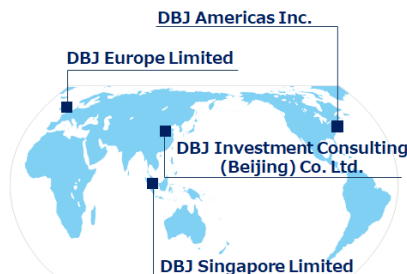 DBJ Americas Inc.
DBJ Europe Limited
DBJ Investment Consulting
(Beijing) Co. Ltd.
DBJ Singapore Limited